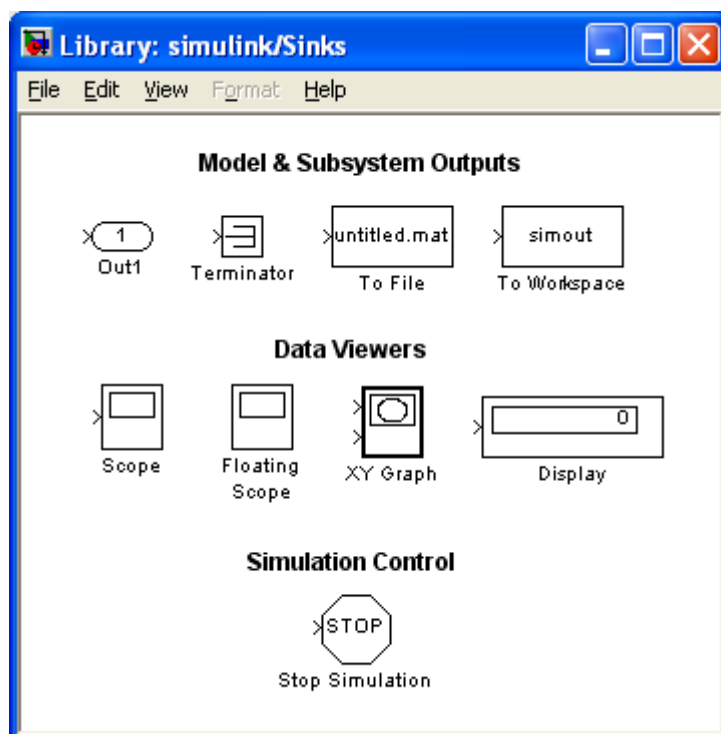 Library: simulink/Sinks
File Edit View Format Help
Model & Subsystem Outputs
1 untitled.mat simout
Out1 Terminator To File To Workspace
Data Viewers
0
Scope Floating Scope XY Graph Display
Simulation Control
STOP
Stop Simulation